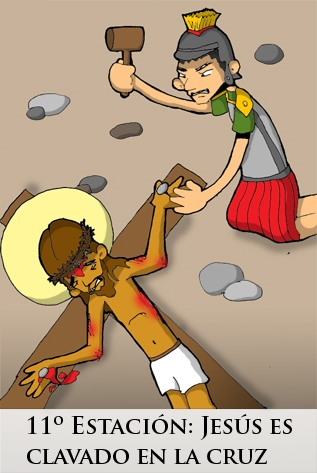 11º Estación: Jesús es
clavado en la cruz